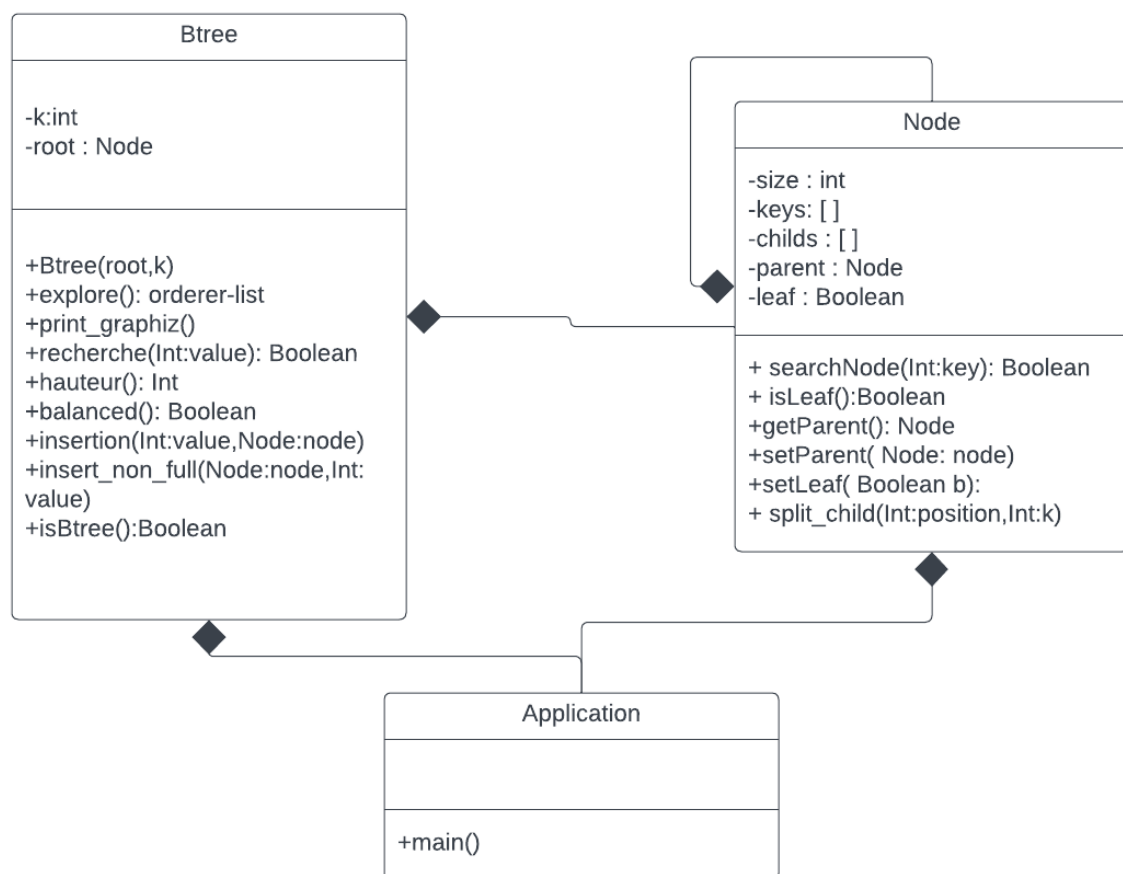 Btree
-k:int
-root : Node
+Btree(root,k)
+explore(): orderer-list
+print_graphiz()
+recherche(Int:value): Boolean
+hauteur(): Int
+balanced(): Boolean
+insertion(Int:value,Node:node)
+insert_non_full(Node:node,Int:
value)
+isBtree():Boolean
Node
-size : int
-keys: [ ]
-childs : [ ]
-parent : Node
-leaf : Boolean
+ searchNode(Int:key): Boolean
+ isLeaf():Boolean
+getParent(): Node
+setParent( Node: node)
+setLeaf( Boolean b):
+ split_child(Int:position,Int:k)
Application
+main()